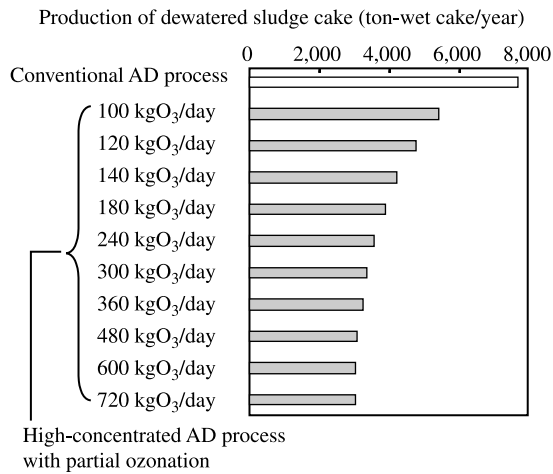 Production of dewatered sludge cake (ton-wet cake/year)
0 2,000 4,000 6,000 8,000
Conventional AD process
100 kgO₃/day
120 kgO₃/day
140 kgO₃/day
180 kgO₃/day
240 kgO₃/day
300 kgO₃/day
360 kgO₃/day
480 kgO₃/day
600 kgO₃/day
720 kgO₃/day
High-concentrated AD process
with partial ozonation